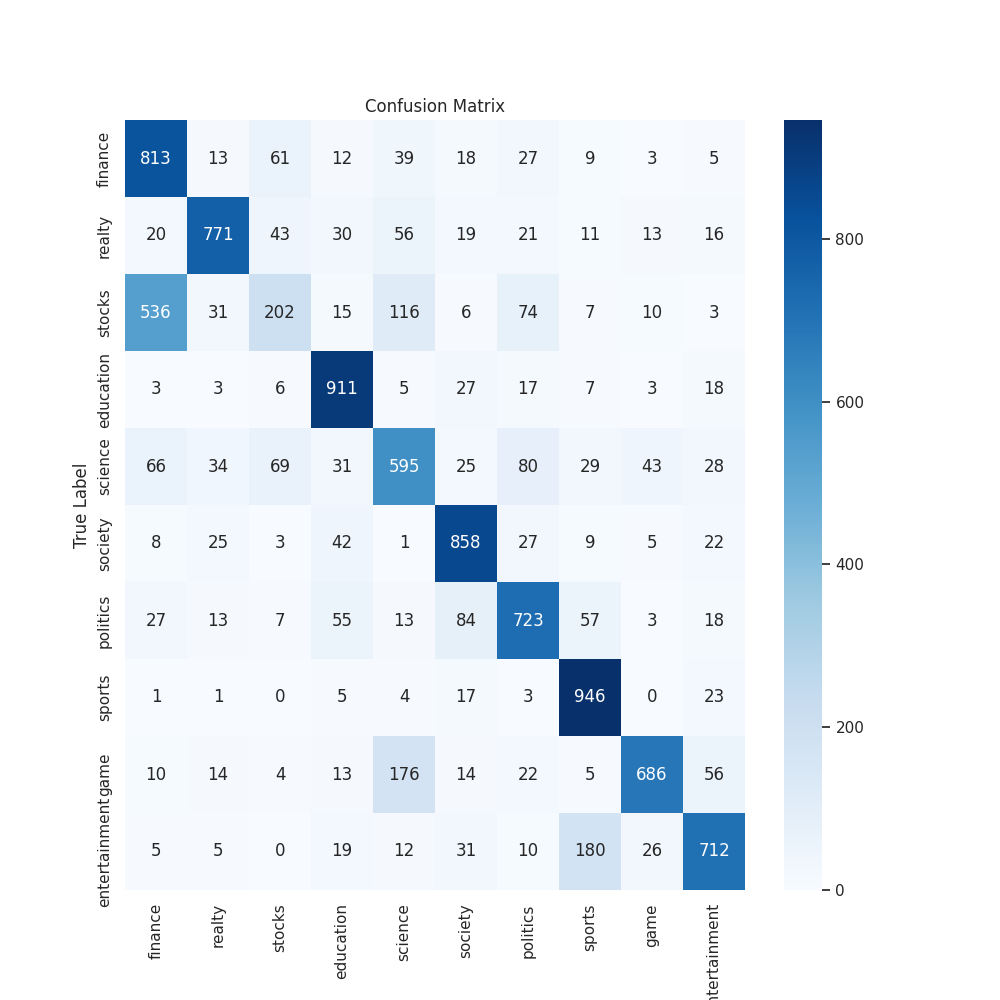 Confusion Matrix
True Label
finance 813 13 61 12 39 18 27 9 3 5
realty 20 771 43 30 56 19 21 11 13 16
stocks 536 31 202 15 116 6 74 7 10 3
education 3 3 6 911 5 27 17 7 3 18
science 66 34 69 31 595 25 80 29 43 28
society 8 25 3 42 1 858 27 9 5 22
politics 27 13 7 55 13 84 723 57 3 18
sports 1 1 0 5 4 17 3 946 0 23
game 10 14 4 13 176 14 22 5 686 56
entertainment 5 5 0 19 12 31 10 180 26 712
finance realty stocks education science society politics sports game ntertainment
800
600
400
200
0